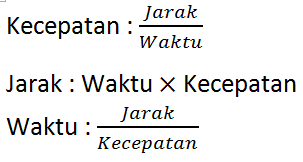 Kecepatan : Jarak/Waktu
Jarak : Waktu × Kecepatan
Waktu : Jarak/Kecepatan